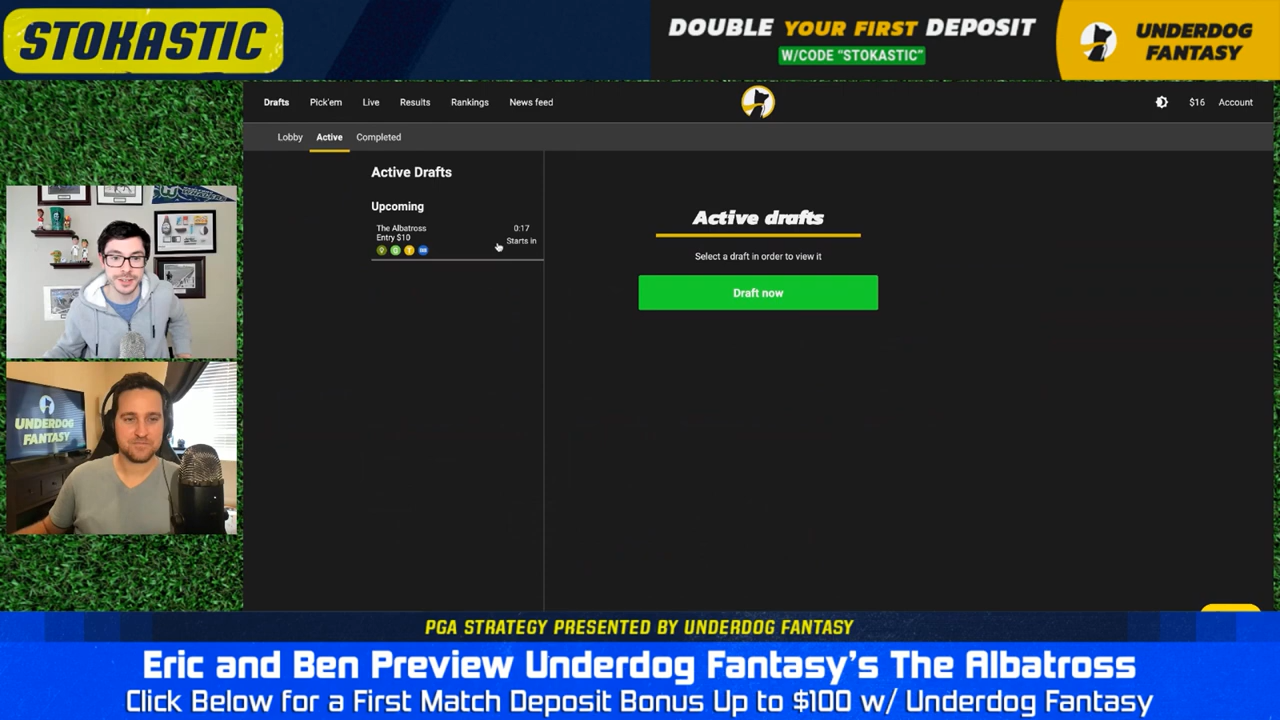 STOKASTIC
DOUBLE YOUR FIRST DEPOSIT
W/CODE "STOKASTIC"
UNDERDOG
FANTASY
Drafts Pick'em Live Results Rankings News feed
$16 Account
Lobby Active Completed
Active Drafts
Upcoming
The Albatross
Entry $10
0:17
Starts in
Active drafts
Select a draft in order to view it
Draft now
UNDERDOG
FANTASY
PGA STRATEGY PRESENTED BY UNDERDOG FANTASY
Eric and Ben Preview Underdog Fantasy's The Albatross
Click Below for a First Match Deposit Bonus Up to $100 w/ Underdog Fantasy